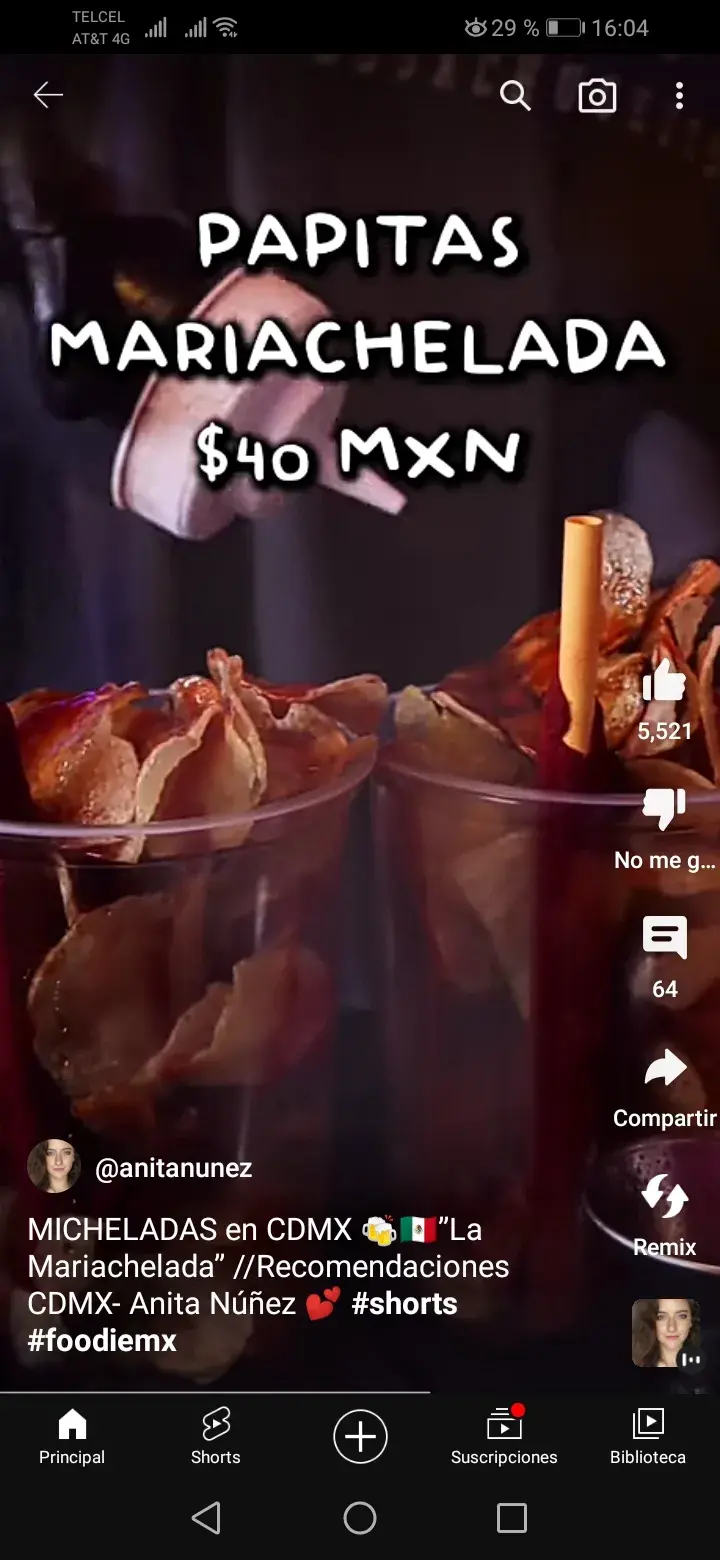 TELCEL
AT&T 4G
29 %
16:04
PAPITAS
MARIACHELADA
$40 MXN
5,521
No me g...
64
Compartir
@anitanunez
MICHELADAS en CDMX 🍻🇲🇽"La
Mariachelada" //Recomendaciones
CDMX- Anita Núñez 💕 #shorts
#foodiemx
Remix
Principal
Shorts
Suscripciones
Biblioteca